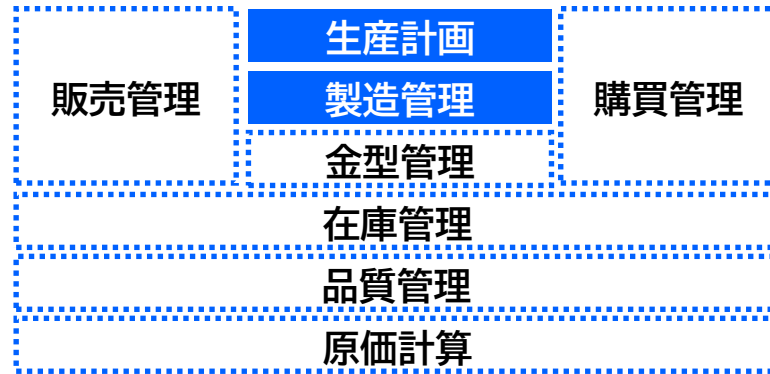 生産計画
販売管理
製造管理
購買管理
金型管理
在庫管理
品質管理
原価計算